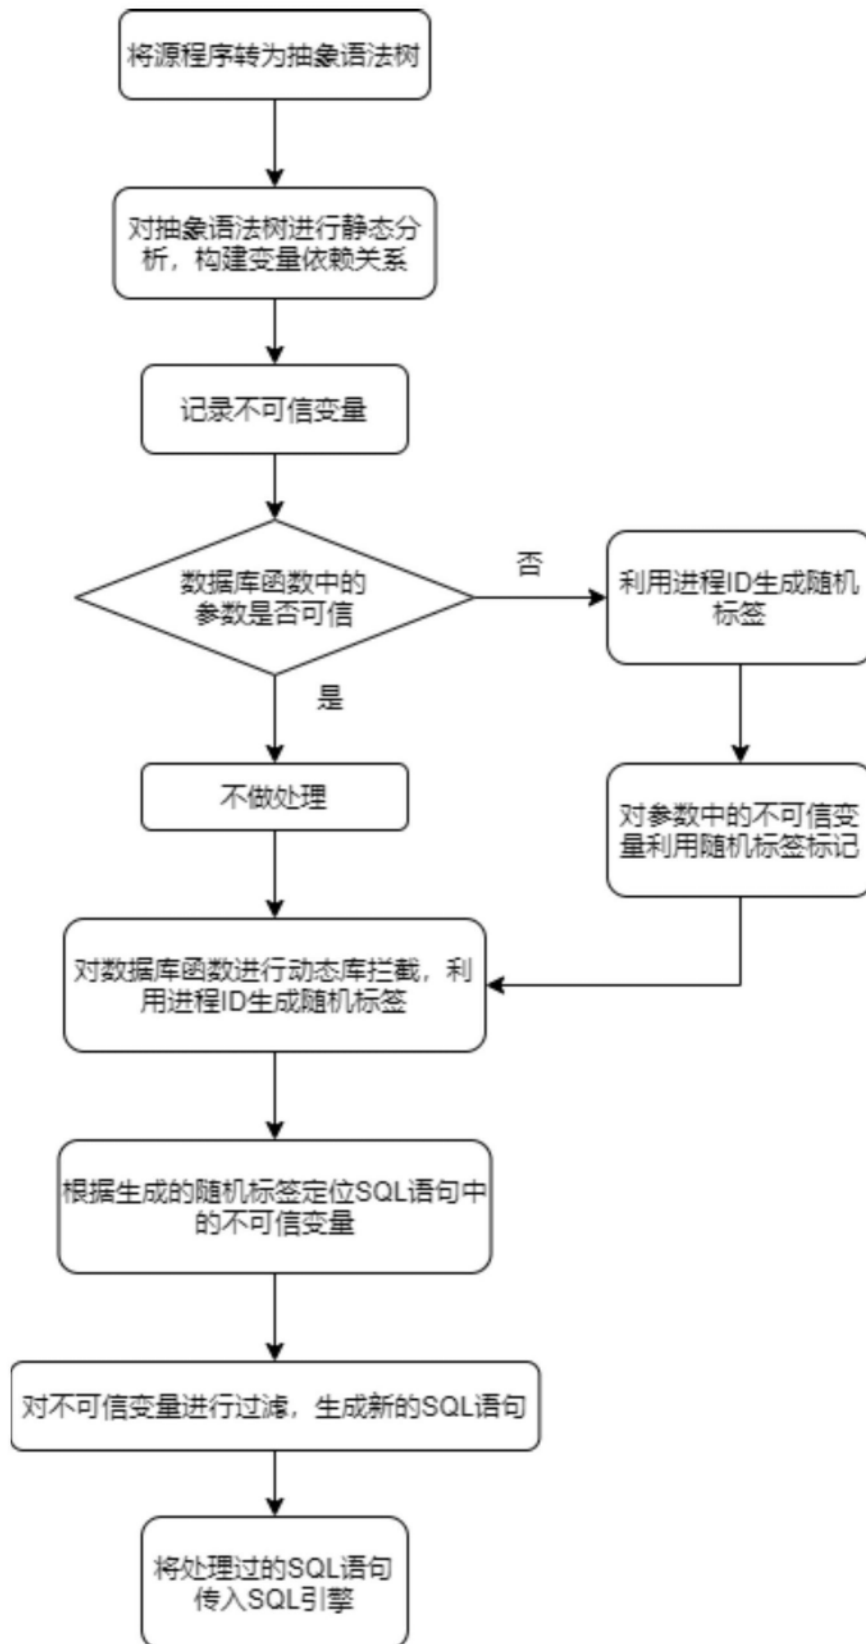 将源程序转为抽象语法树
对抽象语法树进行静态分
析，构建变量依赖关系
记录不可信变量
数据库函数中的
参数是否可信
否
利用进程ID生成随机
标签
是
不做处理
对参数中的不可信变
量利用随机标签标记
对数据库函数进行动态库拦截，利
用进程ID生成随机标签
根据生成的随机标签定位SQL语句中
的不可信变量
对不可信变量进行过滤，生成新的SQL语句
将处理过的SQL语句
传入SQL引擎